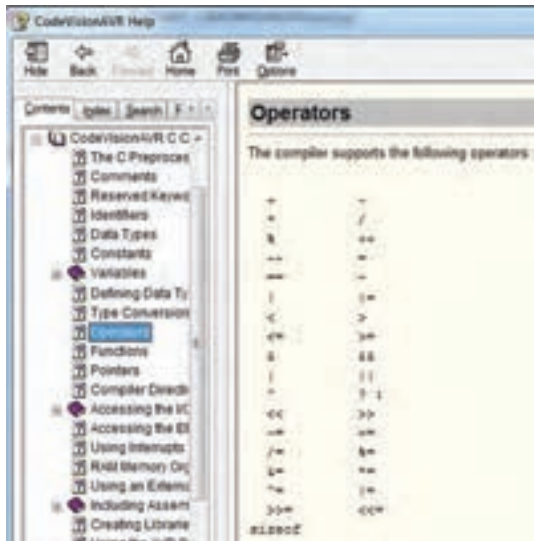 CodeVisionAVR Help
Hide Back Forward Home Print Options
Contents Index Search F
CodeVisionAVR C C
The C Preproces
Comments
Reserved Keywo
Identifiers
Data Types
Constants
Variables
Defining Data Ty
Type Conversion
Operators
Functions
Pointers
Compiler Directi
Accessing the I/O
Accessing the EE
Using Interrupts
RAM Memory Org
Using an Externa
Including Assem
Creating Librarie
Operators
The compiler supports the following operators :
+ -
* /
% ++
-- =
== ~
! !=
< >
<= >=
& &&
| ||
^ ? :
<< >>
-= +=
/= %=
&= *=
^= |=
>>= <<=
sizeof